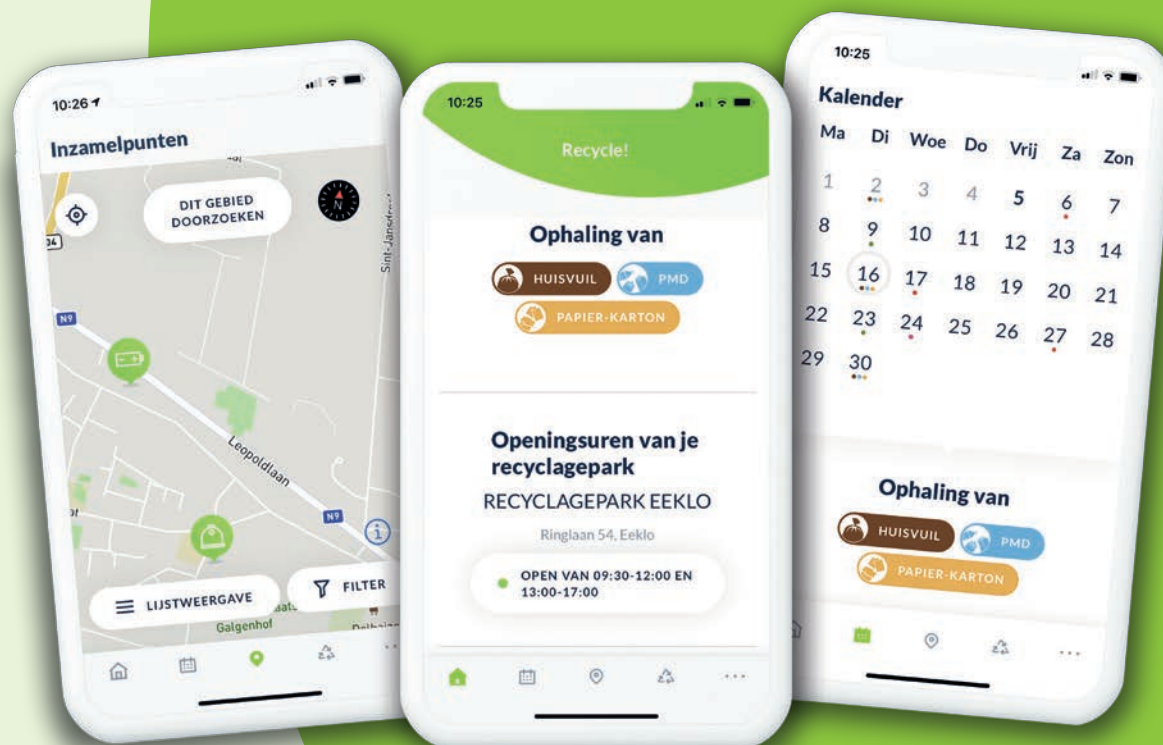 10:26
Inzamelpunten
DIT GEBIED
DOORZOEKEN
N
Sint-Jansdreef
N9
Leopoldlaan
N9
LIJSTWEERGAVE
FILTER
Galgenhof
10:25
Recycle!
Ophaling van
HUISVUIL
PMD
PAPIER-KARTON
Openingsuren van je
recyclagepark
RECYCLAGEPARK EEKLO
Ringlaan 54, Eeklo
OPEN VAN 09:30-12:00 EN
13:00-17:00
10:25
Kalender
Ma Di Woe Do Vrij Za Zon
1 2 3 4 5 6 7
8 9 10 11 12 13 14
15 16 17 18 19 20 21
22 23 24 25 26 27 28
29 30
Ophaling van
HUISVUIL
PMD
PAPIER-KARTON